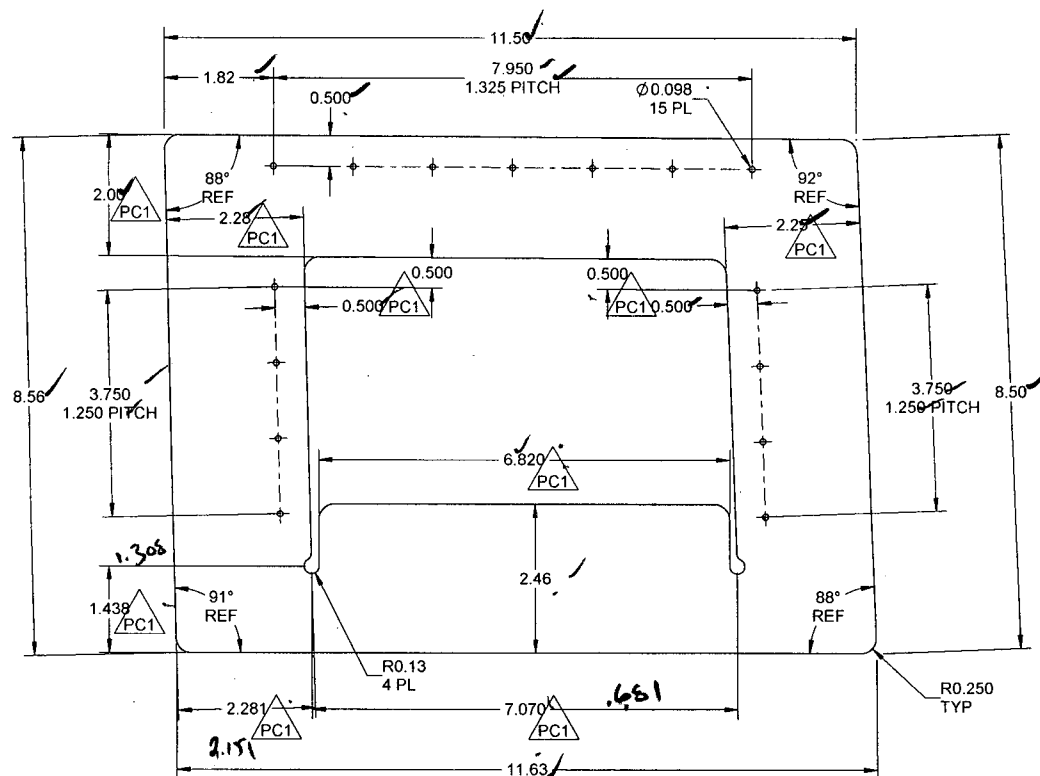 11.50
7.950
1.325 PITCH
1.82
0.500
Ø0.098
15 PL
88°
REF
92°
REF
2.00
PC1
2.28
PC1
2.25
PC1
0.500
0.500
0.500
PC1
PC1
0.500
8.56
3.750
1.250 PITCH
3.750
1.250 PITCH
8.50
6.820
PC1
1.308
2.46
1.438
PC1
91°
REF
88°
REF
R0.13
4 PL
R0.250
TYP
2.281
PC1
7.070
PC1
.681
2.151
11.63